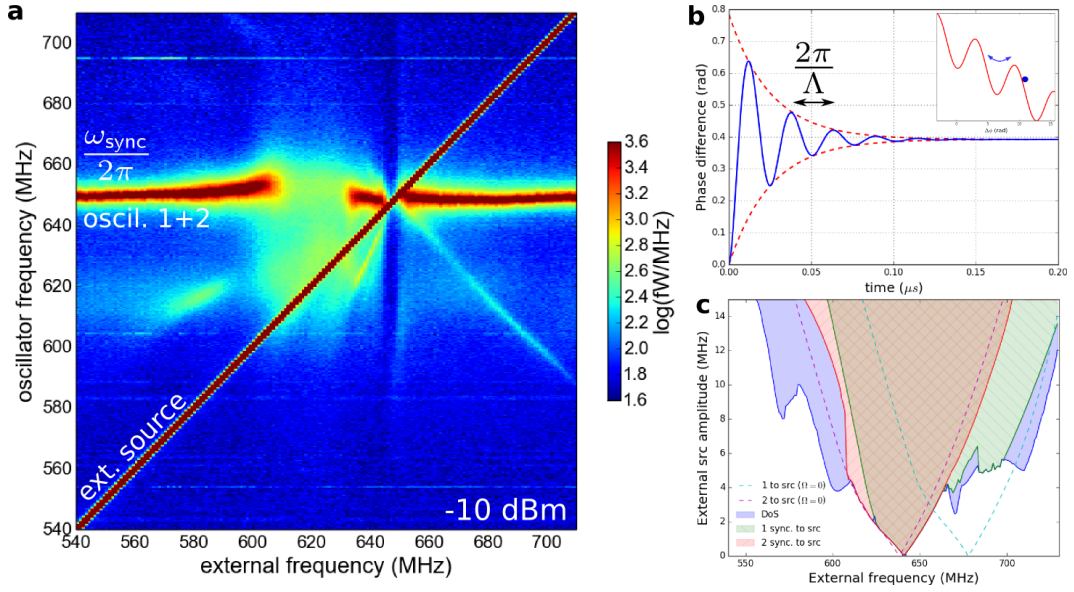 a
700
680
660
640
620
600
580
560
540
540 560 580 600 620 640 660 680 700
oscillator frequency (MHz)
external frequency (MHz)
ω_sync
2π
oscil. 1+2
ext. source
-10 dBm
3.6
3.4
3.2
3.0
2.8
2.6
2.4
2.2
2.0
1.8
1.6
log(fW/MHz)
b
0.8
0.7
0.6
0.5
0.4
0.3
0.2
0.1
0.0
0.00 0.05 0.10 0.15 0.20
Phase difference (rad)
time (μs)
2π
Λ
0 5 10 15
Δφ (rad)
c
14
12
10
8
6
4
2
0
550 600 650 700
External src amplitude (MHz)
External frequency (MHz)
1 to src (Ω=0)
2 to src (Ω=0)
DoS
1 sync. to src
2 sync. to src